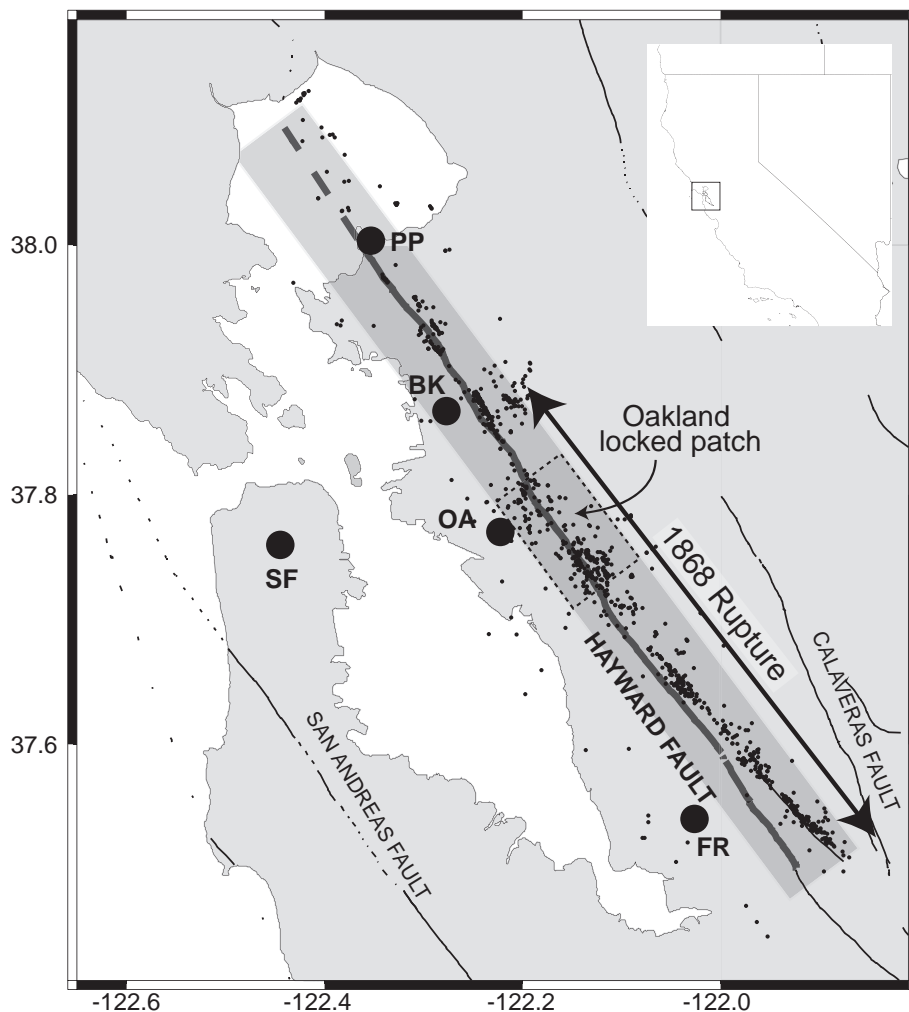 38.0
37.8
37.6
-122.6
-122.4
-122.2
-122.0
PP
BK
Oakland
locked patch
OA
SF
1868 Rupture
HAYWARD FAULT
CALAVERAS FAULT
SAN ANDREAS FAULT
FR